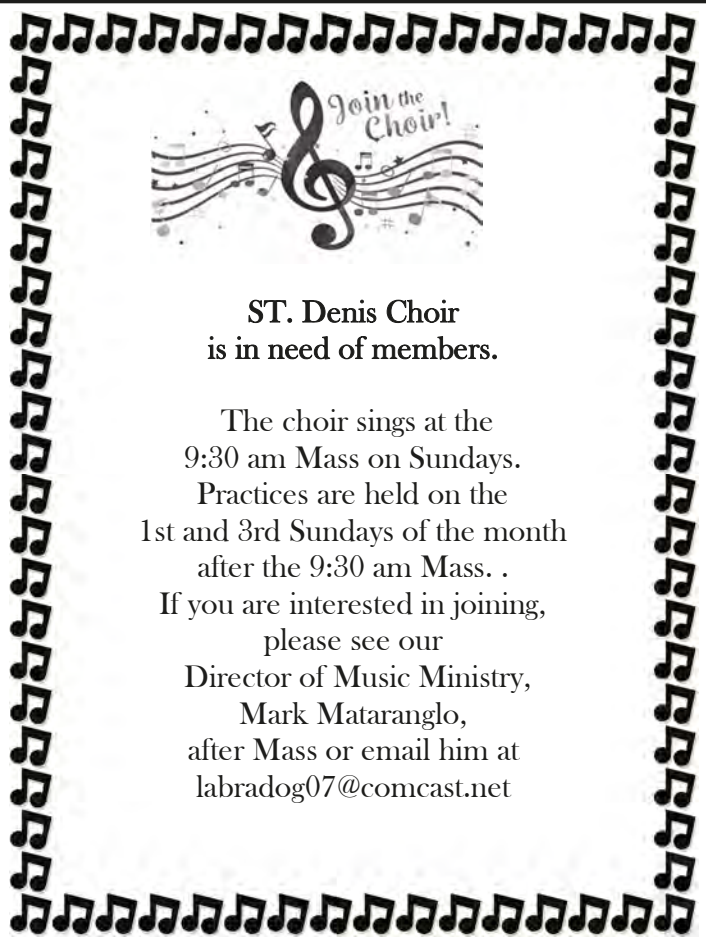 Join the
Choir!
ST. Denis Choir
is in need of members.
The choir sings at the
9:30 am Mass on Sundays.
Practices are held on the
1st and 3rd Sundays of the month
after the 9:30 am Mass. .
If you are interested in joining,
please see our
Director of Music Ministry,
Mark Mataranglo,
after Mass or email him at
labradog07@comcast.net